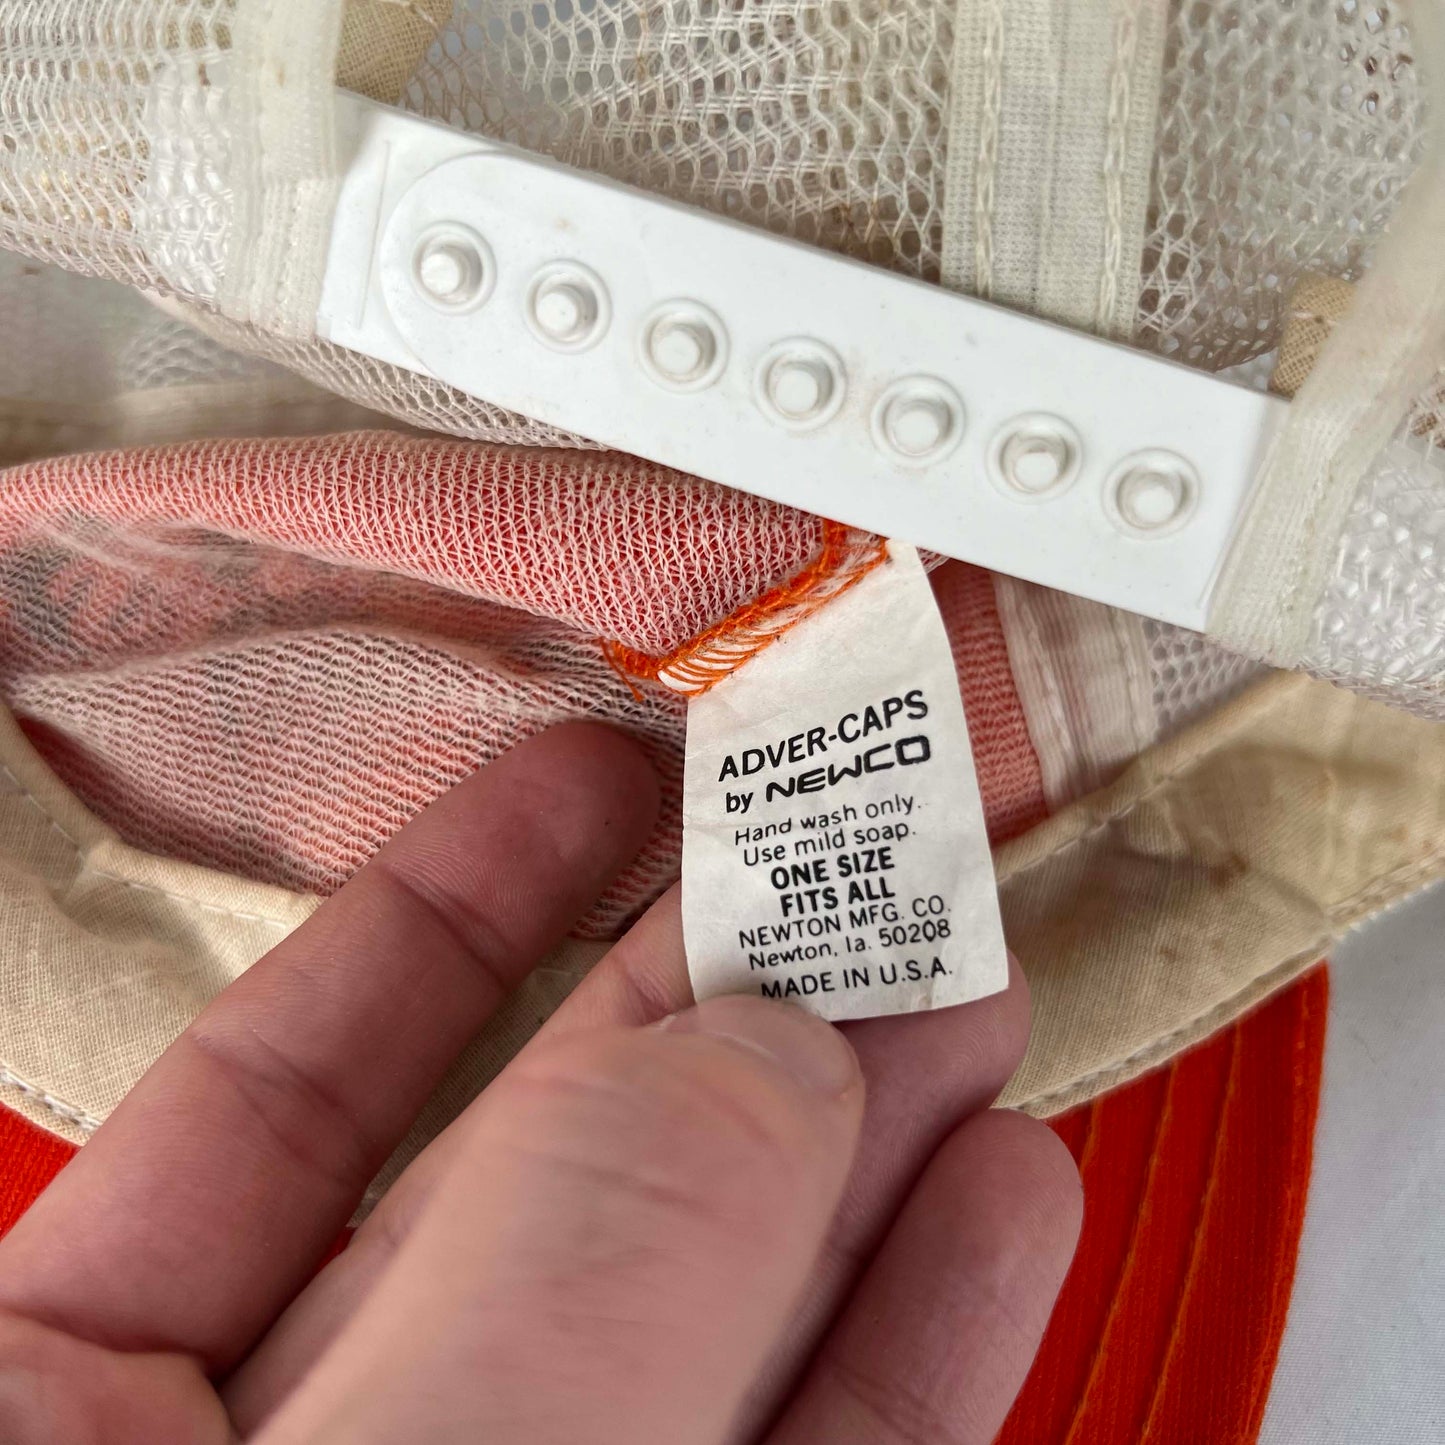 ADVER-CAPS
by NEWCO
Hand wash only.
Use mild soap.
ONE SIZE
FITS ALL
NEWTON MFG. CO.
Newton, Ia. 50208
MADE IN U.S.A.